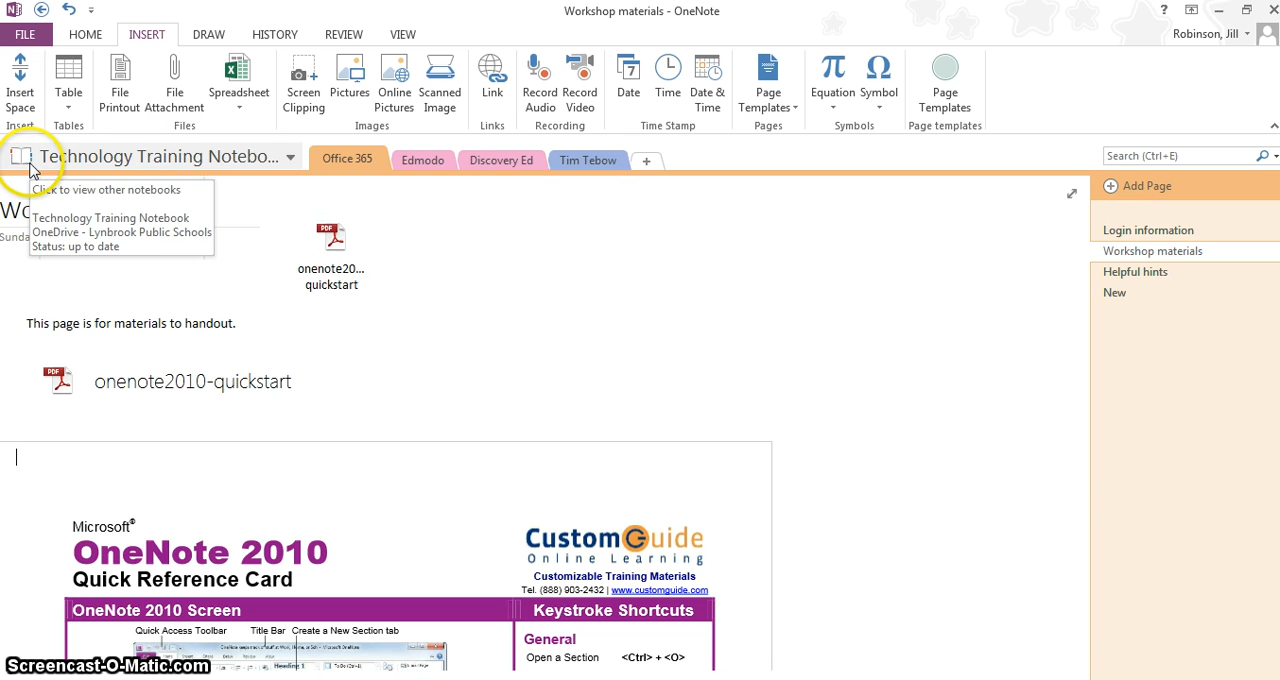 Workshop materials - OneNote
?
FILE HOME INSERT DRAW HISTORY REVIEW VIEW
Robinson, Jill
Insert Space
Table
File Printout
File Attachment
Spreadsheet
Screen Clipping
Pictures
Online Pictures
Scanned Image
Link
Record Audio
Record Video
Date
Time
Date & Time
Page Templates
π Equation
Ω Symbol
Page Templates
Insert Tables Files Images Links Recording Time Stamp Pages Symbols Page templates
Technology Training Notebo...
Office 365 Edmodo Discovery Ed Tim Tebow +
Search (Ctrl+E)
Click to view other notebooks
Technology Training Notebook
OneDrive - Lynbrook Public Schools
Status: up to date
Wo
Sunda
Add Page
Login information
Workshop materials
Helpful hints
New
PDF
onenote20...
quickstart
This page is for materials to handout.
PDF
onenote2010-quickstart
Microsoft®
OneNote 2010
Quick Reference Card
CustomGuide
Online Learning
Customizable Training Materials
Tel. (888) 903-2432 | www.customguide.com
OneNote 2010 Screen
Keystroke Shortcuts
Quick Access Toolbar Title Bar Create a New Section tab
General
Open a Section <Ctrl> + <O>
Screencast-O-Matic.com